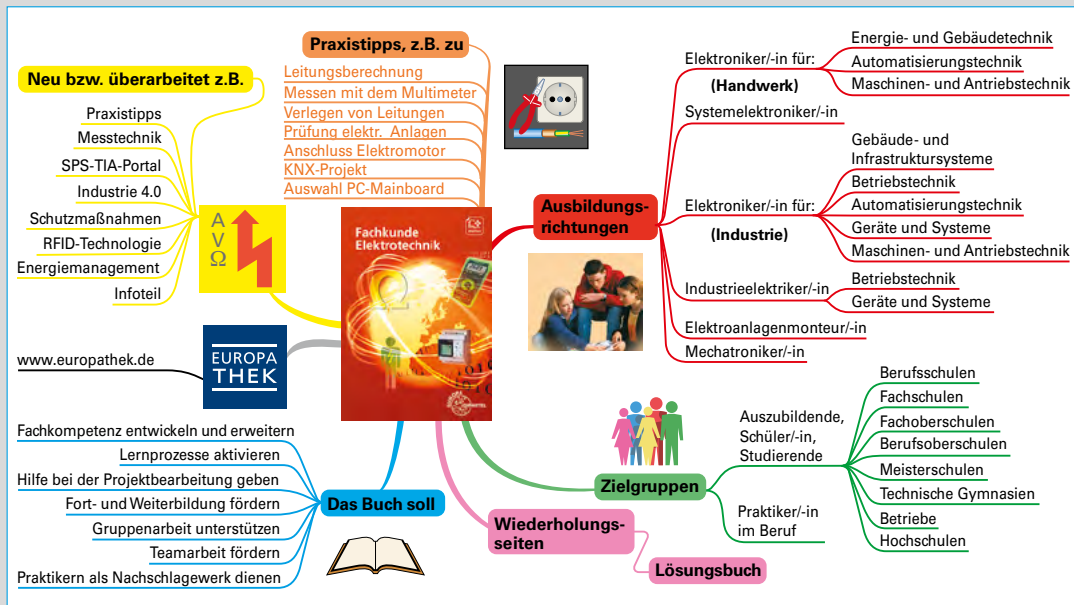 Neu bzw. überarbeitet z.B.
Praxistipps
Messtechnik
SPS-TIA-Portal
Industrie 4.0
Schutzmaßnahmen
RFID-Technologie
Energiemanagement
Infoteil
A
V
Ω
Praxistipps, z.B. zu
Leitungsberechnung
Messen mit dem Multimeter
Verlegen von Leitungen
Prüfung elektr. Anlagen
Anschluss Elektromotor
KNX-Projekt
Auswahl PC-Mainboard
Fachkunde
Elektrotechnik
Ω
Ausbildungs-
richtungen
Elektroniker/-in für:
(Handwerk)
Energie- und Gebäudetechnik
Automatisierungstechnik
Maschinen- und Antriebstechnik
Systemelektroniker/-in
Elektroniker/-in für:
(Industrie)
Gebäude- und
Infrastruktursysteme
Betriebstechnik
Automatisierungstechnik
Geräte und Systeme
Maschinen- und Antriebstechnik
Industrieelektriker/-in
Betriebstechnik
Geräte und Systeme
Elektroanlagenmonteur/-in
Mechatroniker/-in
www.europathek.de
EUROPA
THEK
Das Buch soll
Fachkompetenz entwickeln und erweitern
Lernprozesse aktivieren
Hilfe bei der Projektbearbeitung geben
Fort- und Weiterbildung fördern
Gruppenarbeit unterstützen
Teamarbeit fördern
Praktikern als Nachschlagewerk dienen
Wiederholungs-
seiten
Lösungsbuch
Zielgruppen
Auszubildende,
Schüler/-in,
Studierende
Berufsschulen
Fachschulen
Fachoberschulen
Berufsoberschulen
Meisterschulen
Technische Gymnasien
Betriebe
Hochschulen
Praktiker/-in
im Beruf